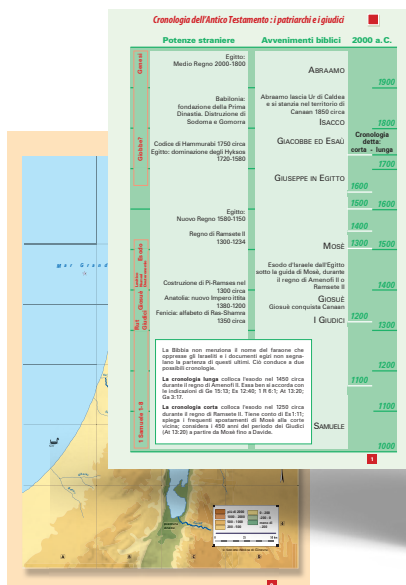 Cronologia dell'Antico Testamento : i patriarchi e i giudici
Potenze straniere
Avvenimenti biblici
2000 a.C.
Genesi
Egitto:
Medio Regno 2000-1800
ABRAAMO
1900
Babilonia:
fondazione della Prima
Dinastia. Distruzione di
Sodoma e Gomorra
Abraamo lascia Ur di Caldea
e si stanzia nel territorio di
Canaan 1850 circa
ISACCO
1800
Giobbe?
Codice di Hammurabi 1750 circa
Egitto: dominazione degli Hyksos
1720-1580
GIACOBBE ED ESAÙ
Cronologia
detta:
corta - lunga
1700
GIUSEPPE IN EGITTO
1600
1500
1600
Egitto:
Nuovo Regno 1580-1150
1400
Regno di Ramsete II
1300-1234
MOSÈ
1300
1500
Esodo
Esodo d'Israele dall'Egitto
sotto la guida di Mosè, durante
il regno di Amenofi II o
Ramsete II
Costruzione di Pi-Ramses nel
1300 circa
Anatolia: nuovo Impero ittita
1380-1200
Fenicia: alfabeto di Ras-Shamra
1350 circa
Giosuè
GIOSUÈ
Giosuè conquista Canaan
1400
Rut
Giudici
I GIUDICI
1200
1300
La Bibbia non menziona il nome del faraone che
oppresse gli Israeliti e i documenti egizi non segna-
lano la partenza di questi ultimi. Ciò conduce a due
possibili cronologie.
La cronologia lunga colloca l'esodo nel 1450 circa
durante il regno di Amenofi II. Essa ben si accorda con
le indicazioni di Ge 15:13; Es 12:40; 1 R 6:1; At 13:20;
Ga 3:17.
La cronologia corta colloca l'esodo nel 1250 circa
durante il regno di Ramsete II. Tiene conto di Es 1:11;
spiega i frequenti spostamenti di Mosè alla corte
vicina; considera i 450 anni del periodo dei Giudici
(At 13:20) a partire da Mosè fino a Davide.
1200
1100
1100
1 Samuele 1-8
SAMUELE
1000
1
Mar Grand
A
B
C
D